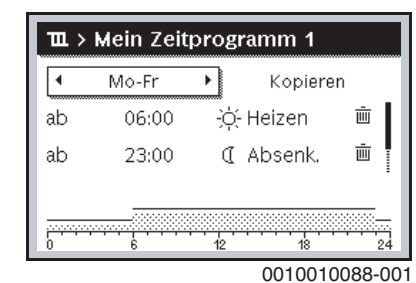 > Mein Zeitprogramm 1
Mo-Fr Kopieren
ab 06:00 Heizen
ab 23:00 Absenk.
0 6 12 18 24
0010010088-001